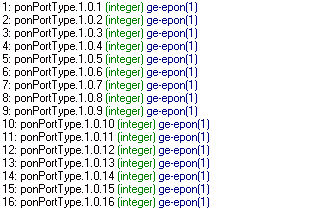 1: ponPortType.1.0.1 (integer) ge-epon(1)
2: ponPortType.1.0.2 (integer) ge-epon(1)
3: ponPortType.1.0.3 (integer) ge-epon(1)
4: ponPortType.1.0.4 (integer) ge-epon(1)
5: ponPortType.1.0.5 (integer) ge-epon(1)
6: ponPortType.1.0.6 (integer) ge-epon(1)
7: ponPortType.1.0.7 (integer) ge-epon(1)
8: ponPortType.1.0.8 (integer) ge-epon(1)
9: ponPortType.1.0.9 (integer) ge-epon(1)
10: ponPortType.1.0.10 (integer) ge-epon(1)
11: ponPortType.1.0.11 (integer) ge-epon(1)
12: ponPortType.1.0.12 (integer) ge-epon(1)
13: ponPortType.1.0.13 (integer) ge-epon(1)
14: ponPortType.1.0.14 (integer) ge-epon(1)
15: ponPortType.1.0.15 (integer) ge-epon(1)
16: ponPortType.1.0.16 (integer) ge-epon(1)